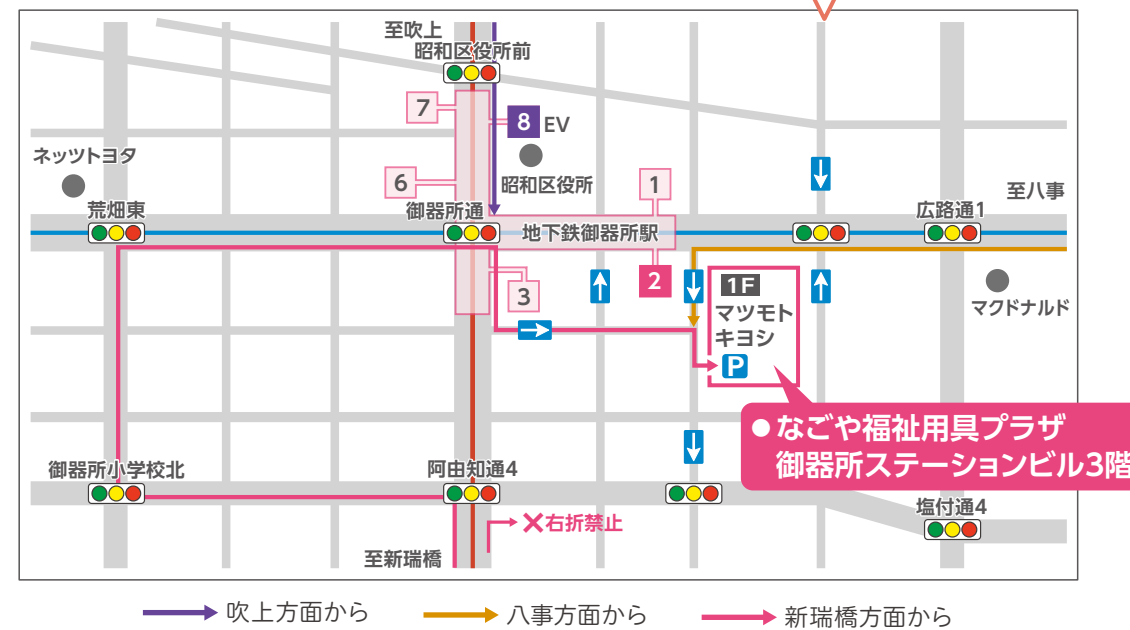 至吹上
昭和区役所前
7
8
EV
ネッツトヨタ
昭和区役所
6
1
至八事
荒畑東
御器所通
地下鉄御器所駅
広路通1
2
3
1F
マツモト
キヨシ
P
マクドナルド
●なごや福祉用具プラザ
御器所ステーションビル3階
御器所小学校北
阿由知通4
塩付通4
×右折禁止
至新瑞橋
吹上方面から
八事方面から
新瑞橋方面から